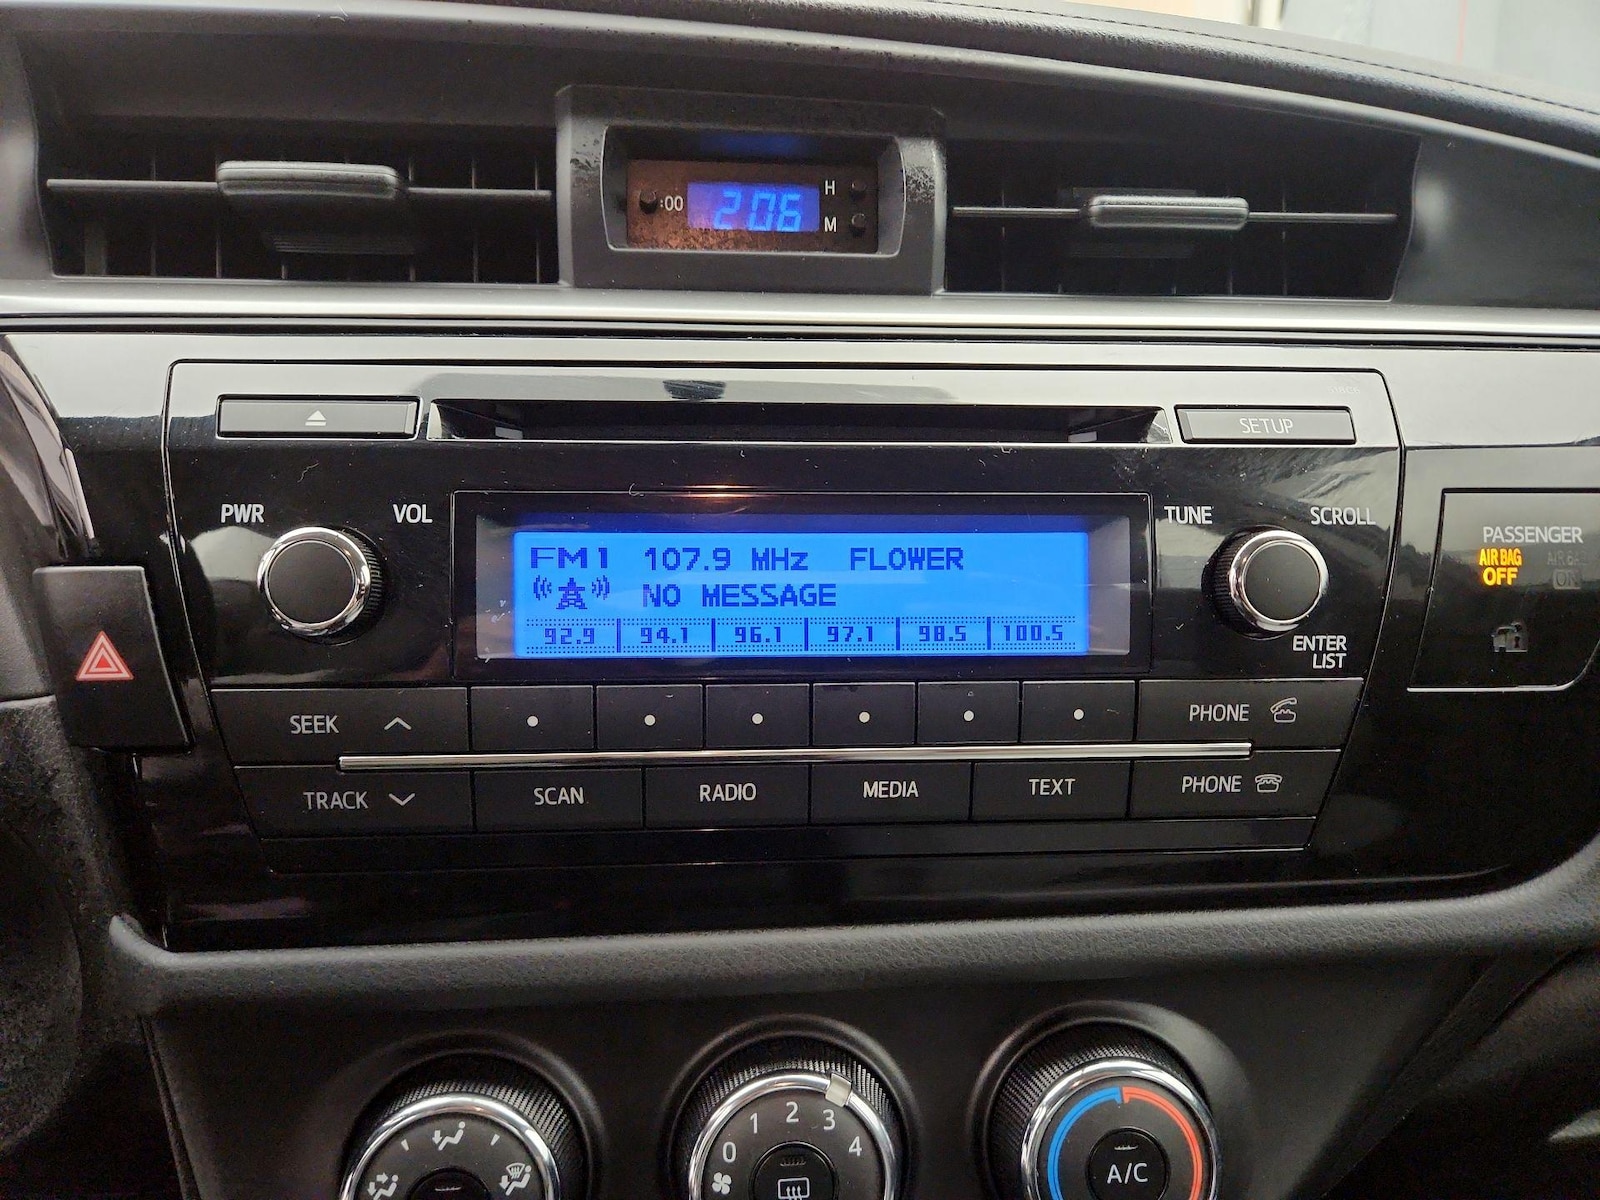 :00 2:06 H
M
SETUP
PWR VOL
TUNE SCROLL
FM1 107.9 MHz FLOWER
NO MESSAGE
92.9 94.1 96.1 97.1 98.5 100.5
ENTER
LIST
PASSENGER
AIR BAG
OFF
ON
SEEK
PHONE
TRACK SCAN RADIO MEDIA TEXT PHONE
0 1 2 3 4
A/C